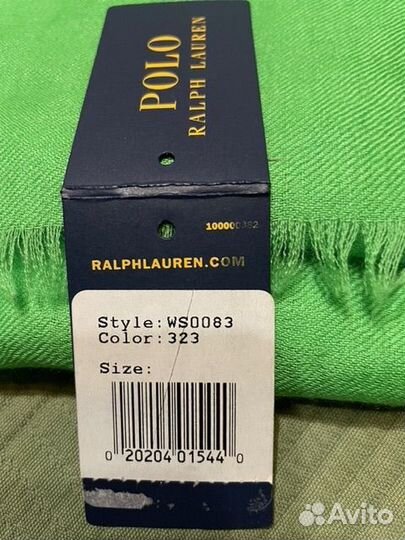 POLO
RALPH LAUREN
100000382
RALPHLAUREN.COM
Style: WS0083
Color: 323
Size:
0 20204 01544 0
Avito